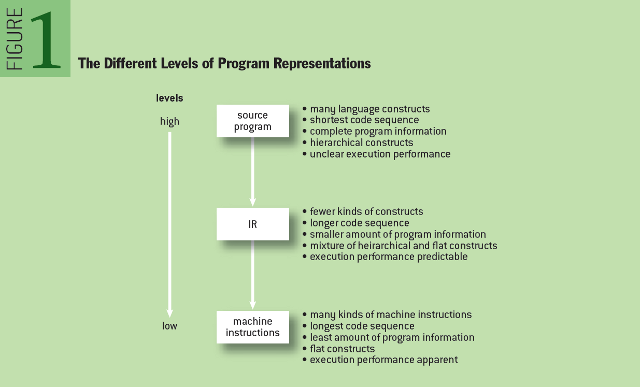 FIGURE 1
The Different Levels of Program Representations
levels
high
source
program
• many language constructs
• shortest code sequence
• complete program information
• hierarchical constructs
• unclear execution performance
IR
• fewer kinds of constructs
• longer code sequence
• smaller amount of program information
• mixture of heirarchical and flat constructs
• execution performance predictable
low
machine
instructions
• many kinds of machine instructions
• longest code sequence
• least amount of program information
• flat constructs
• execution performance apparent